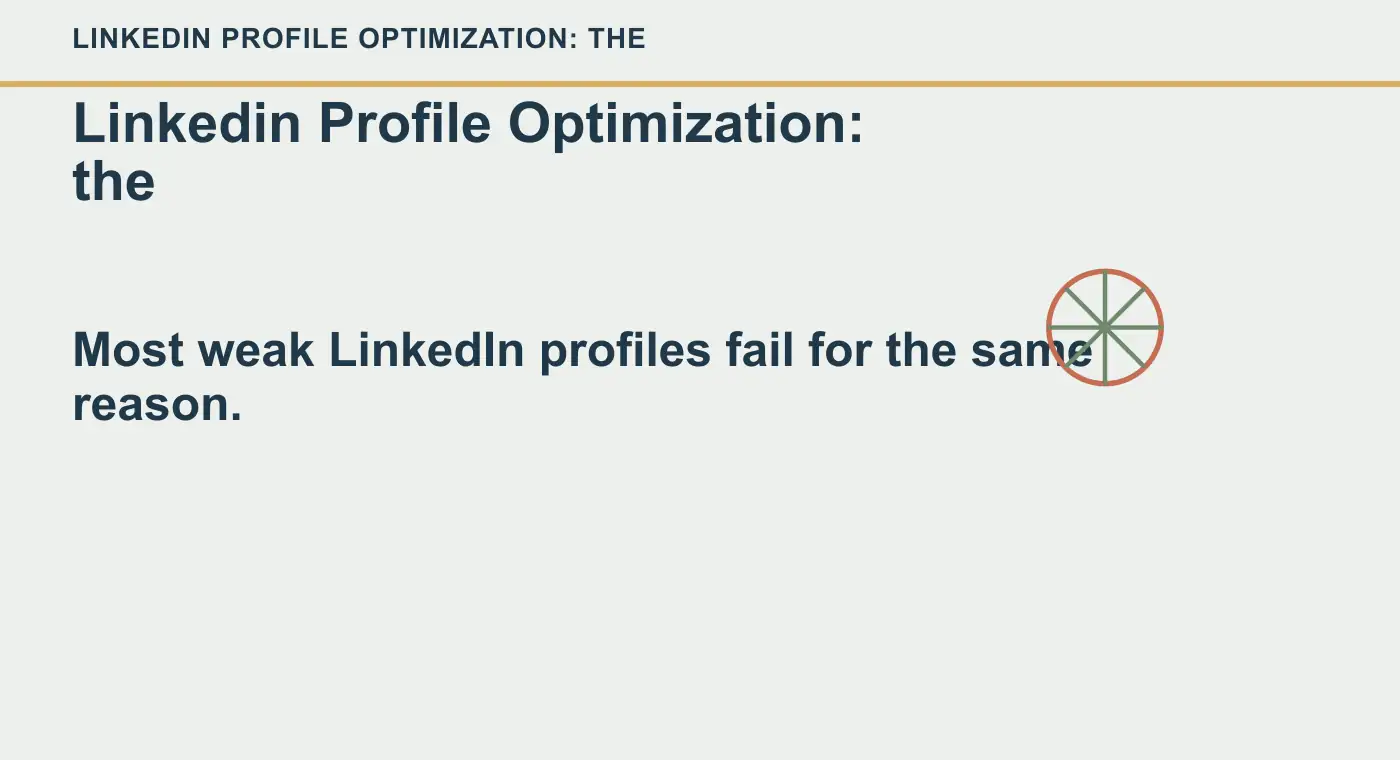 LINKEDIN PROFILE OPTIMIZATION: THE
Linkedin Profile Optimization:
the
Most weak LinkedIn profiles fail for the same
reason.